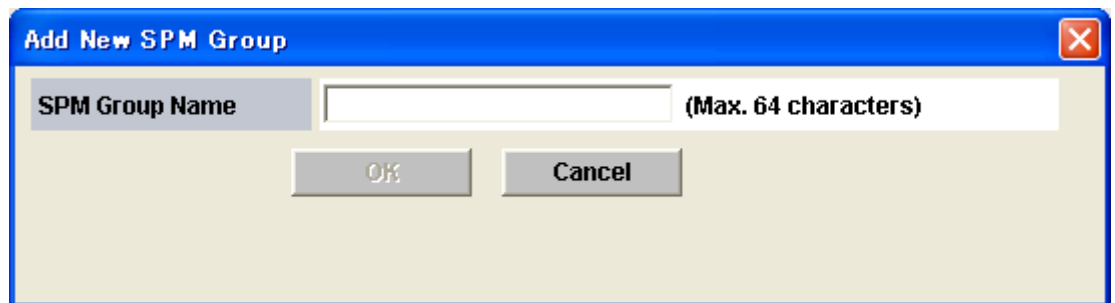 Add New SPM Group
SPM Group Name (Max. 64 characters)
OK Cancel